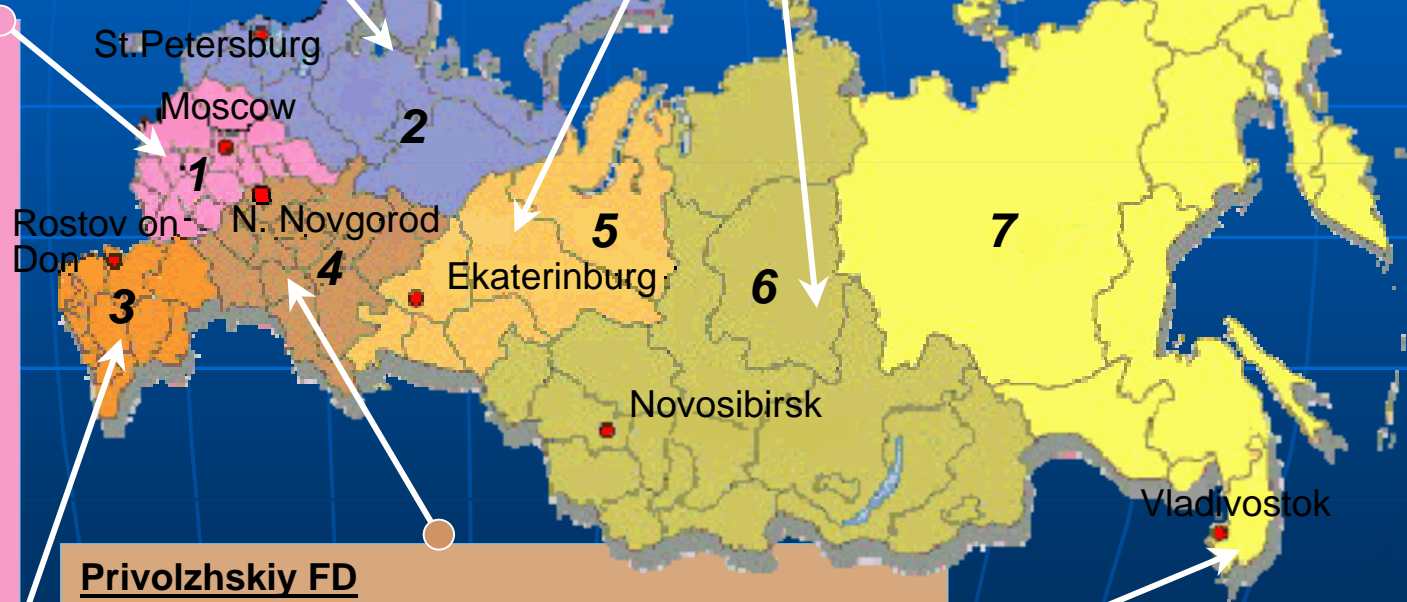 St.Petersburg
Moscow
2
1
Rostov on
Don
N. Novgorod
4
3
Ekaterinburg
5
6
7
Novosibirsk
Vladivostok
Privolzhskiy FD